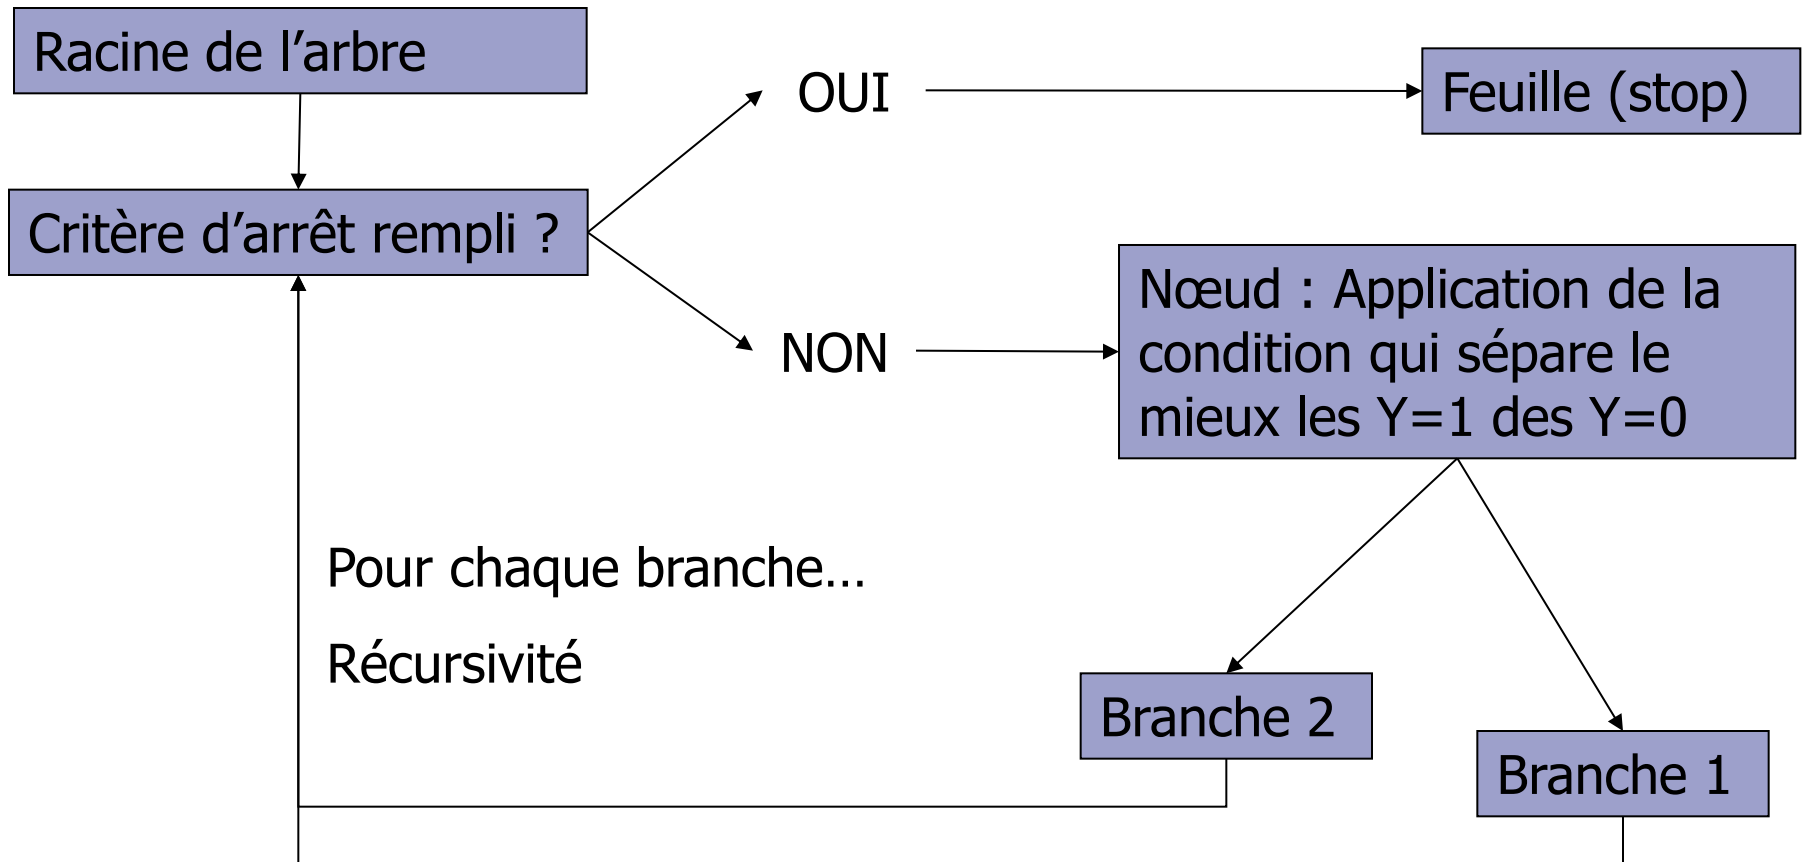 Racine de l’arbre
OUI
Feuille (stop)
Critère d’arrêt rempli ?
NON
Nœud : Application de la
condition qui sépare le
mieux les Y=1 des Y=0
Pour chaque branche…
Récursivité
Branche 2
Branche 1